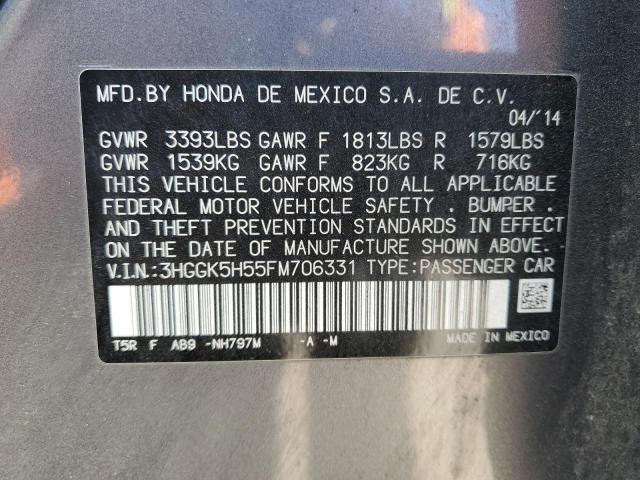 MFD.BY HONDA DE MEXICO S.A. DE C.V.
04/'14
GVWR 3393LBS GAWR F 1813LBS R 1579LBS
GVWR 1539KG GAWR F 823KG R 716KG
THIS VEHICLE CONFORMS TO ALL APPLICABLE
FEDERAL MOTOR VEHICLE SAFETY . BUMPER .
AND THEFT PREVENTION STANDARDS IN EFFECT
ON THE DATE OF MANUFACTURE SHOWN ABOVE.
V.I.N.:3HGGK5H55FM706331 TYPE:PASSENGER CAR
T5R F AB9 -NH797M -A -M MADE IN MEXICO